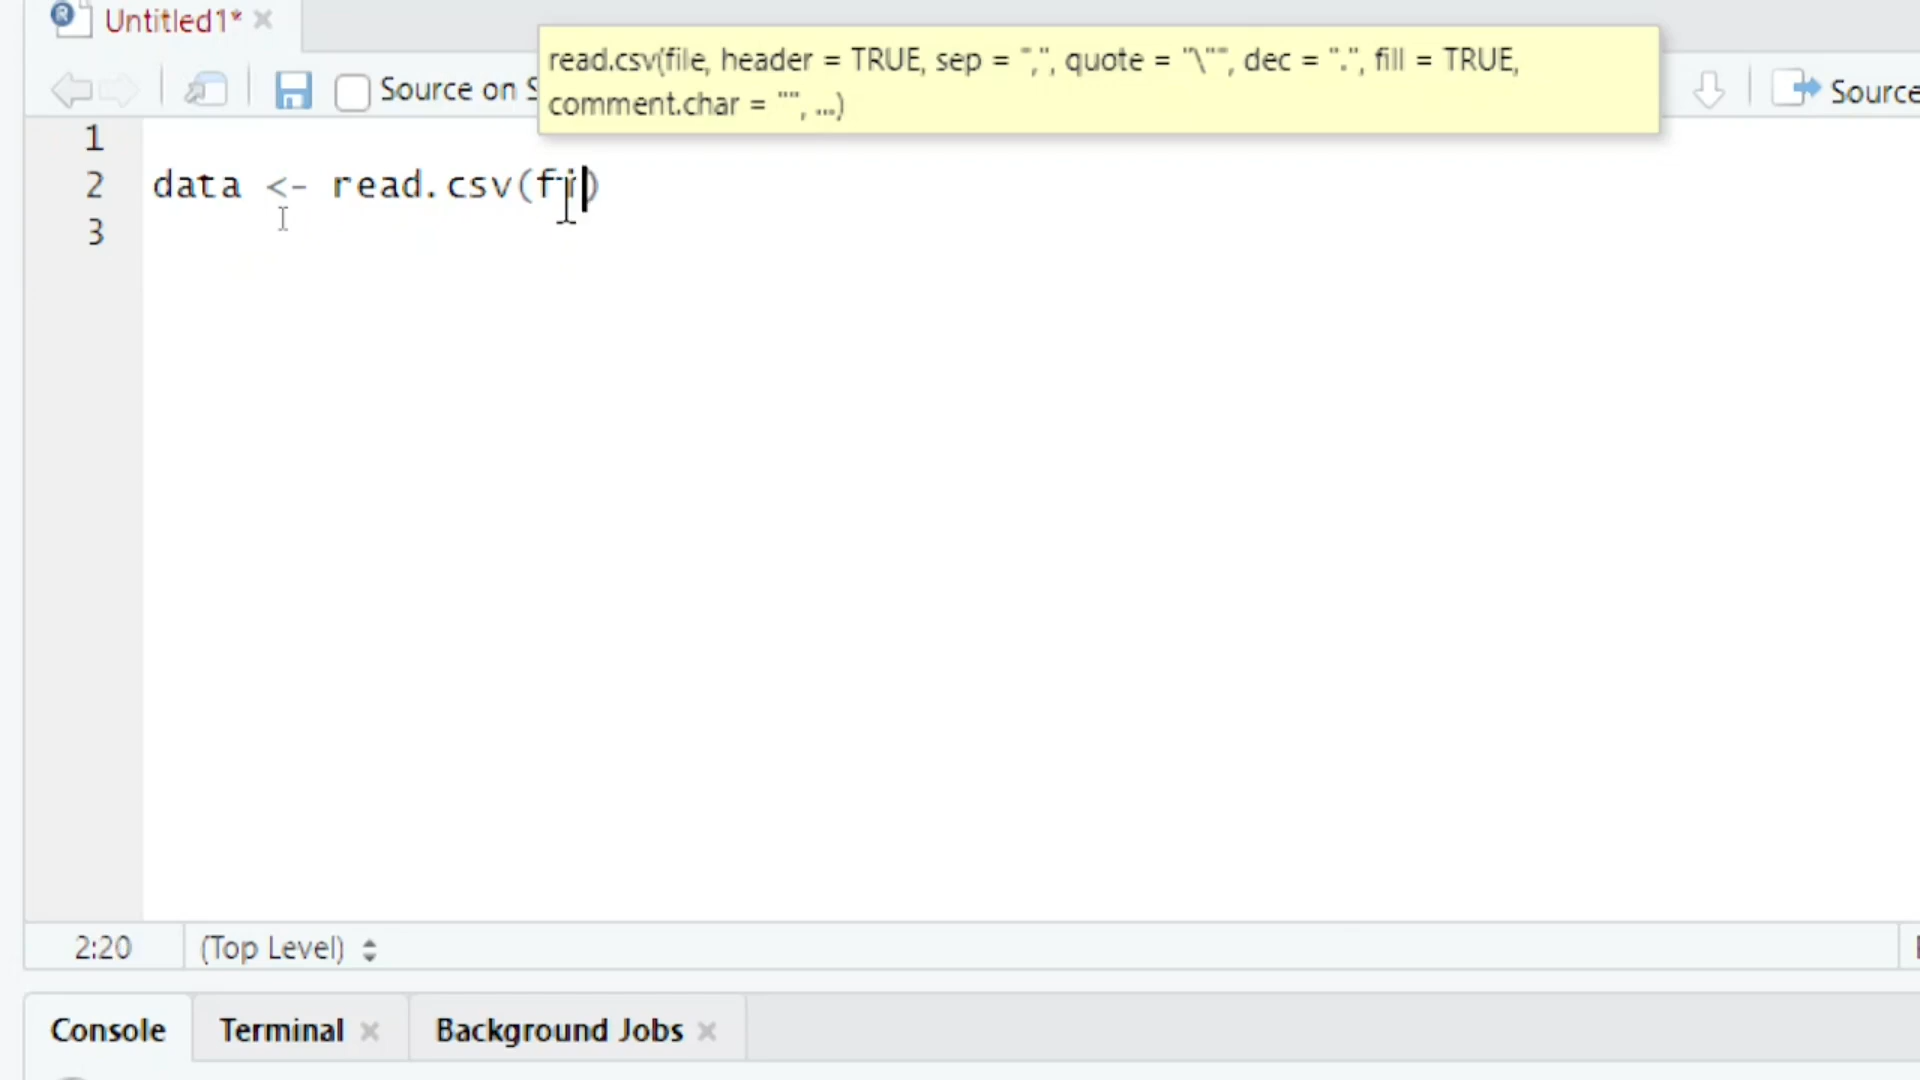 Untitled1*
read.csv(file, header = TRUE, sep = ",", quote = "\"", dec = ".", fill = TRUE,
comment.char = "", ...)
Source on S
Source
1
2 data <- read.csv(fi)
3
2:20 (Top Level)
Console Terminal Background Jobs